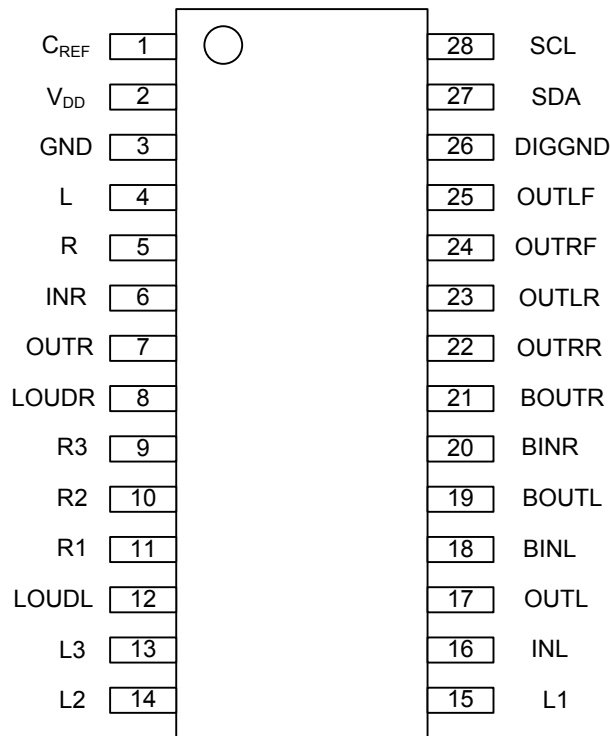 C_REF 1 28 SCL
V_DD 2 27 SDA
GND 3 26 DIGGND
L 4 25 OUTLF
R 5 24 OUTRF
INR 6 23 OUTLR
OUTR 7 22 OUTRR
LOUDR 8 21 BOUTR
R3 9 20 BINR
R2 10 19 BOUTL
R1 11 18 BINL
LOUDL 12 17 OUTL
L3 13 16 INL
L2 14 15 L1